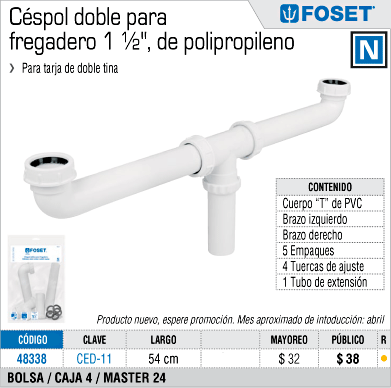 Céspol doble para
fregadero 1 ½", de polipropileno
FOSET
N
Para tarja de doble tina
CONTENIDO
Cuerpo “T” de PVC
Brazo izquierdo
Brazo derecho
5 Empaques
4 Tuercas de ajuste
1 Tubo de extensión
FOSET
Producto nuevo, espere promoción. Mes aproximado de intoducción: abril
CÓDIGO CLAVE LARGO MAYOREO PÚBLICO R
48338 CED-11 54 cm $ 32 $ 38
BOLSA / CAJA 4 / MASTER 24